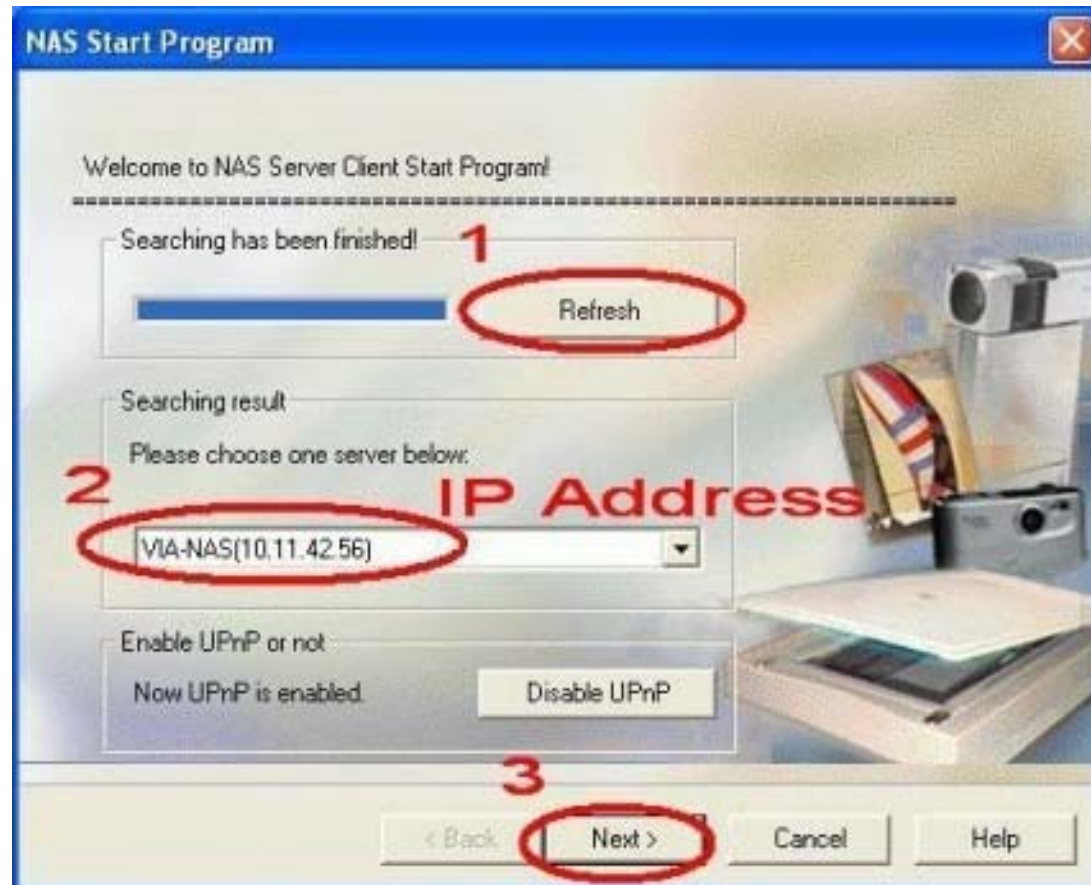 NAS Start Program
Welcome to NAS Server Client Start Program!
==================================================================
Searching has been finished!
1
Refresh
Searching result
Please choose one server below:
2
IP Address
VIA-NAS(10.11.42.56)
Enable UPnP or not
Now UPnP is enabled.
Disable UPnP
3
< Back
Next >
Cancel
Help